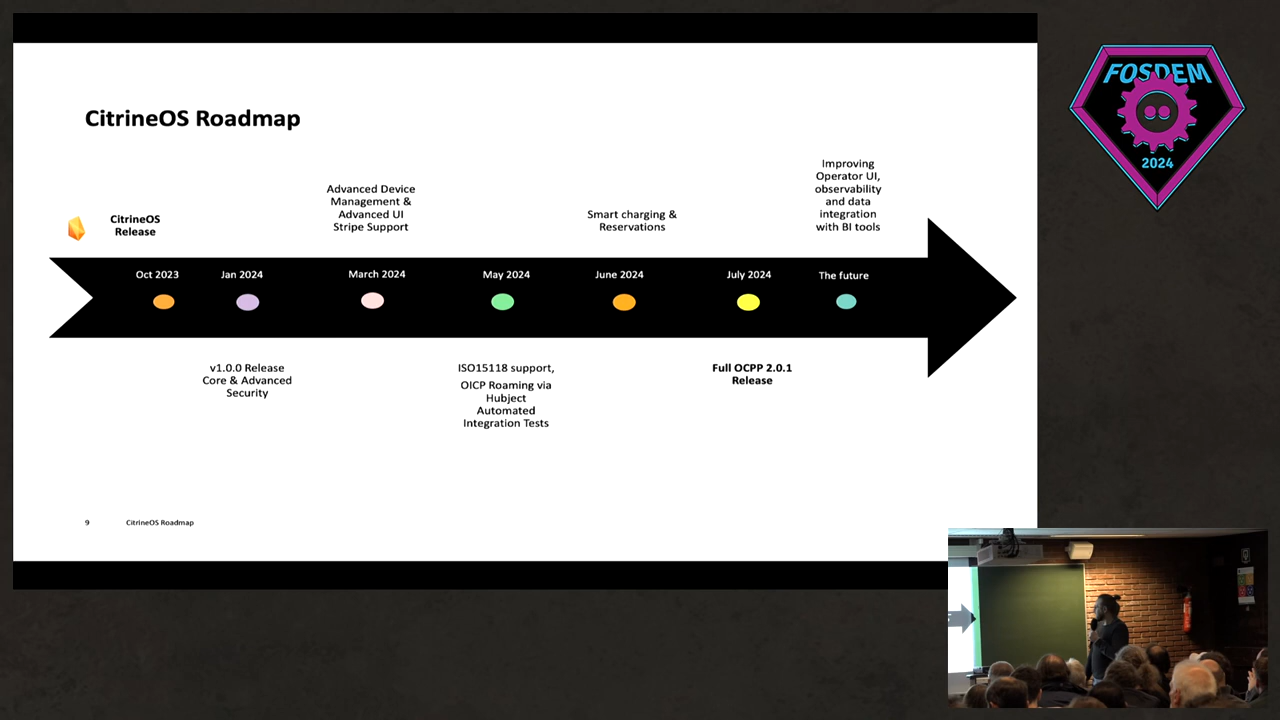 CitrineOS Roadmap
CitrineOS
Release
Advanced Device
Management &
Advanced UI
Stripe Support
Smart charging &
Reservations
Improving
Operator UI,
observability
and data
integration
with BI tools
Oct 2023
Jan 2024
March 2024
May 2024
June 2024
July 2024
The future
v1.0.0 Release
Core & Advanced
Security
ISO15118 support,
OICP Roaming via
Hubject
Automated
Integration Tests
Full OCPP 2.0.1
Release
9
CitrineOS Roadmap
FOSDEM
2024